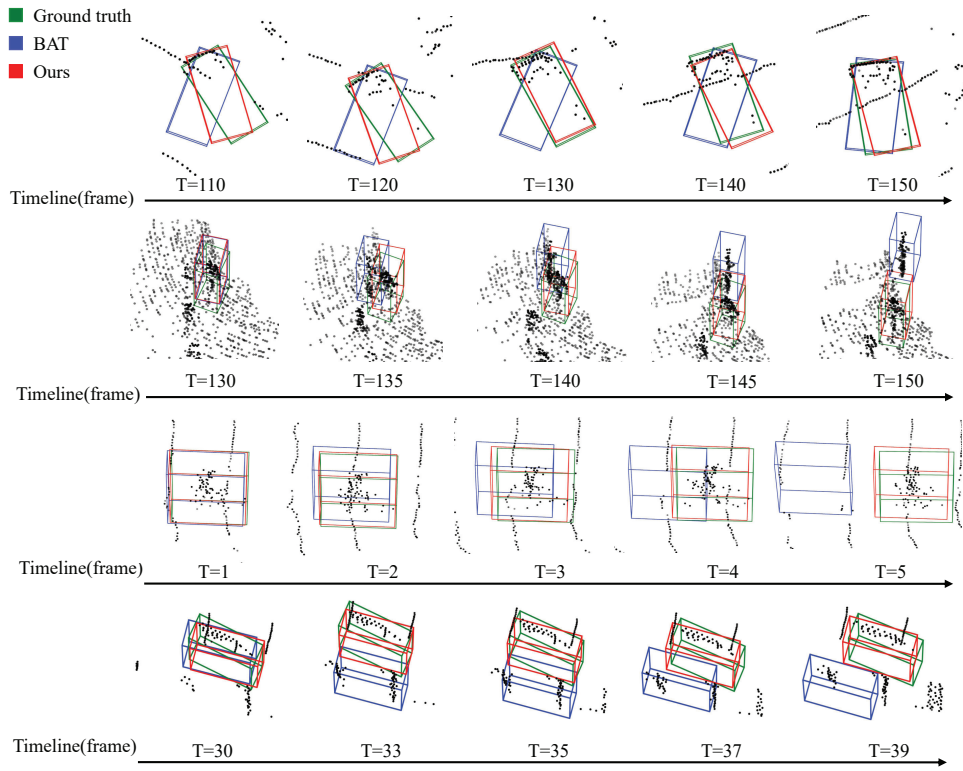 Ground truth
BAT
Ours
T=110 T=120 T=130 T=140 T=150
Timeline(frame)
T=130 T=135 T=140 T=145 T=150
Timeline(frame)
T=1 T=2 T=3 T=4 T=5
Timeline(frame)
T=30 T=33 T=35 T=37 T=39
Timeline(frame)